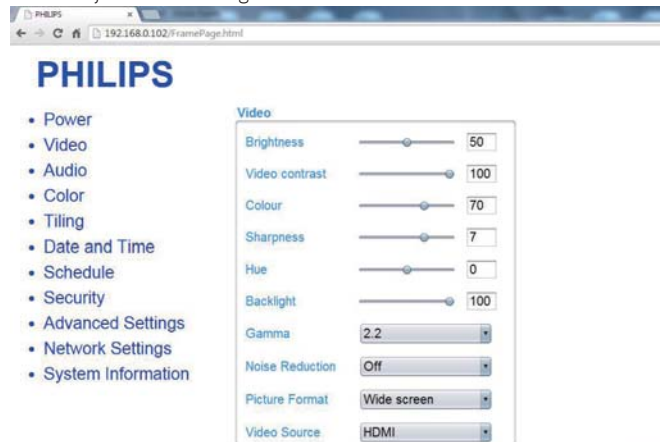 PHILIPS
192.168.0.102/FramePage.html
PHILIPS
• Power
• Video
• Audio
• Color
• Tiling
• Date and Time
• Schedule
• Security
• Advanced Settings
• Network Settings
• System Information
Video
Brightness 50
Video contrast 100
Colour 70
Sharpness 7
Hue 0
Backlight 100
Gamma 2.2
Noise Reduction Off
Picture Format Wide screen
Video Source HDMI